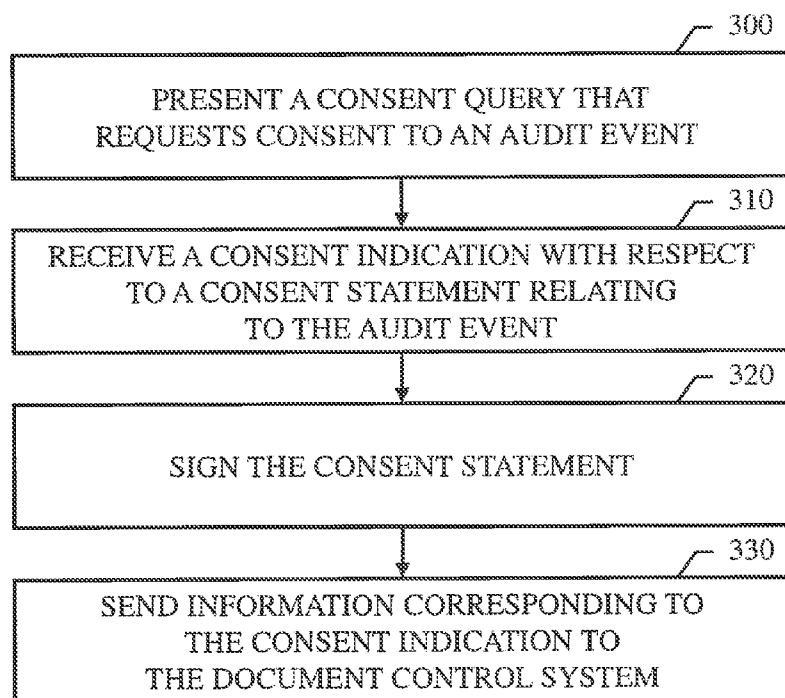 300
PRESENT A CONSENT QUERY THAT
REQUESTS CONSENT TO AN AUDIT EVENT
310
RECEIVE A CONSENT INDICATION WITH RESPECT
TO A CONSENT STATEMENT RELATING
TO THE AUDIT EVENT
320
SIGN THE CONSENT STATEMENT
330
SEND INFORMATION CORRESPONDING TO
THE CONSENT INDICATION TO
THE DOCUMENT CONTROL SYSTEM